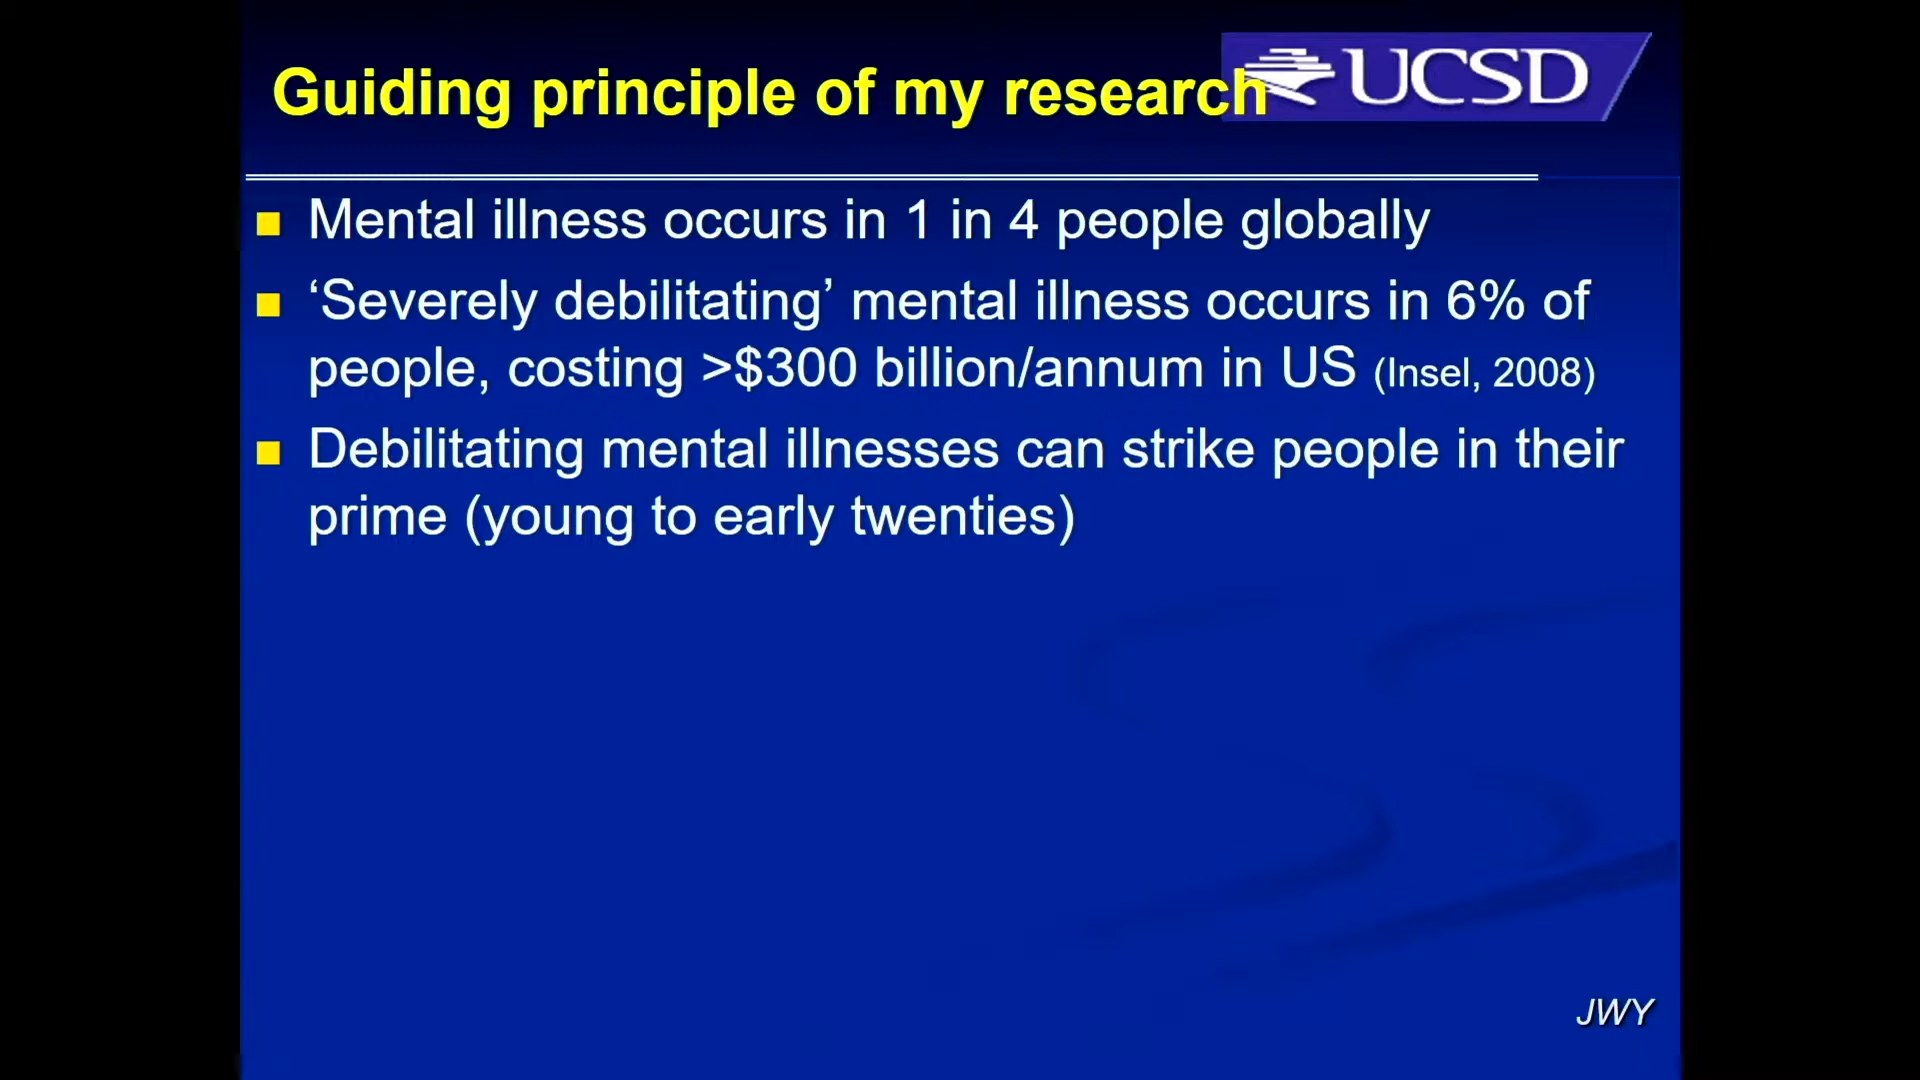 Guiding principle of my research
UCSD
Mental illness occurs in 1 in 4 people globally
‘Severely debilitating’ mental illness occurs in 6% of
people, costing >$300 billion/annum in US (Insel, 2008)
Debilitating mental illnesses can strike people in their
prime (young to early twenties)
JWY